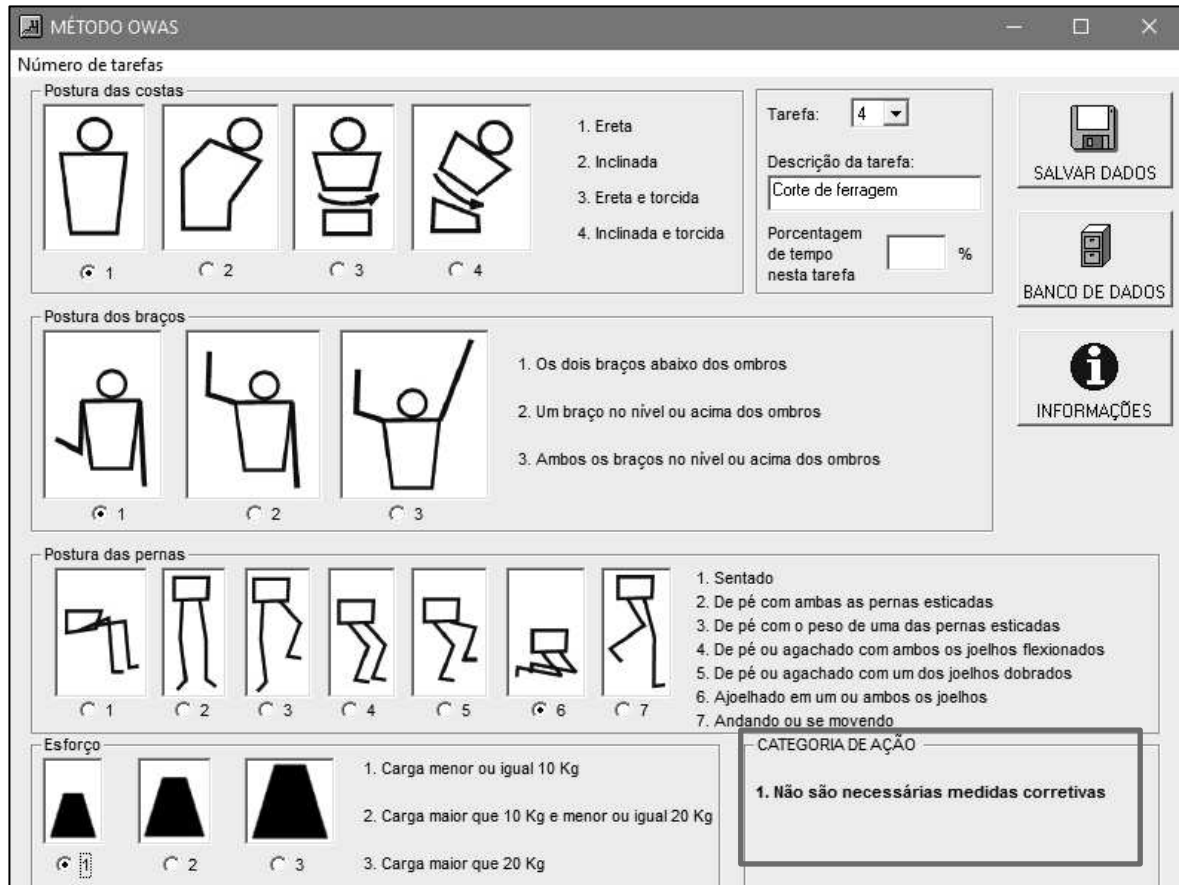 MÉTODO OWAS
Número de tarefas
Postura das costas
1. Ereta
2. Inclinada
3. Ereta e torcida
4. Inclinada e torcida
1 2 3 4
Tarefa: 4
Descrição da tarefa:
Corte de ferragem
Porcentagem
de tempo
nesta tarefa
%
SALVAR DADOS
BANCO DE DADOS
INFORMAÇÕES
Postura dos braços
1. Os dois braços abaixo dos ombros
2. Um braço no nível ou acima dos ombros
3. Ambos os braços no nível ou acima dos ombros
1 2 3
Postura das pernas
1. Sentado
2. De pé com ambas as pernas esticadas
3. De pé com o peso de uma das pernas esticadas
4. De pé ou agachado com ambos os joelhos flexionados
5. De pé ou agachado com um dos joelhos dobrados
6. Ajoelhado em um ou ambos os joelhos
7. Andando ou se movendo
1 2 3 4 5 6 7
Esforço
1. Carga menor ou igual 10 Kg
2. Carga maior que 10 Kg e menor ou igual 20 Kg
3. Carga maior que 20 Kg
1 2 3
CATEGORIA DE AÇÃO
1. Não são necessárias medidas corretivas